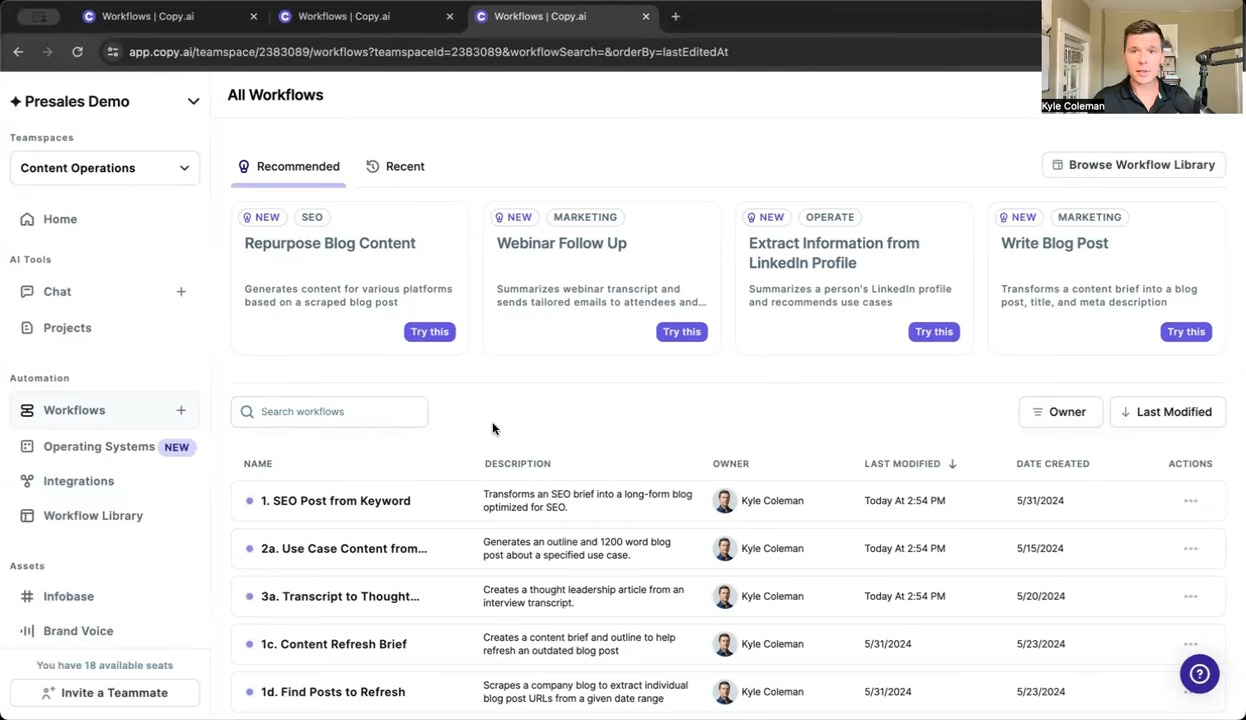 Workflows | Copy.ai
Workflows | Copy.ai
Workflows | Copy.ai
app.copy.ai/teamspace/2383089/workflows?teamspaceId=2383089&workflowSearch=&orderBy=lastEditedAt
Kyle Coleman
Presales Demo
Teamspaces
Content Operations
Home
AI Tools
Chat
Projects
Automation
Workflows
Operating Systems NEW
Integrations
Workflow Library
Assets
Infobase
Brand Voice
You have 18 available seats
Invite a Teammate
All Workflows
Recommended
Recent
Browse Workflow Library
NEW SEO
Repurpose Blog Content
Generates content for various platforms
based on a scraped blog post
Try this
NEW MARKETING
Webinar Follow Up
Summarizes webinar transcript and
sends tailored emails to attendees and...
Try this
NEW OPERATE
Extract Information from
LinkedIn Profile
Summarizes a person's LinkedIn profile
and recommends use cases
Try this
NEW MARKETING
Write Blog Post
Transforms a content brief into a blog
post, title, and meta description
Try this
Search workflows
Owner
Last Modified
NAME DESCRIPTION OWNER LAST MODIFIED DATE CREATED ACTIONS
1. SEO Post from Keyword
Transforms an SEO brief into a long-form blog
optimized for SEO.
Kyle Coleman
Today At 2:54 PM
5/31/2024
2a. Use Case Content from...
Generates an outline and 1200 word blog
post about a specified use case.
Kyle Coleman
Today At 2:54 PM
5/15/2024
3a. Transcript to Thought...
Creates a thought leadership article from an
interview transcript.
Kyle Coleman
Today At 2:54 PM
5/20/2024
1c. Content Refresh Brief
Creates a content brief and outline to help
refresh an outdated blog post
Kyle Coleman
5/31/2024
5/23/2024
1d. Find Posts to Refresh
Scrapes a company blog to extract individual
blog post URLs from a given date range
Kyle Coleman
5/31/2024
5/23/2024